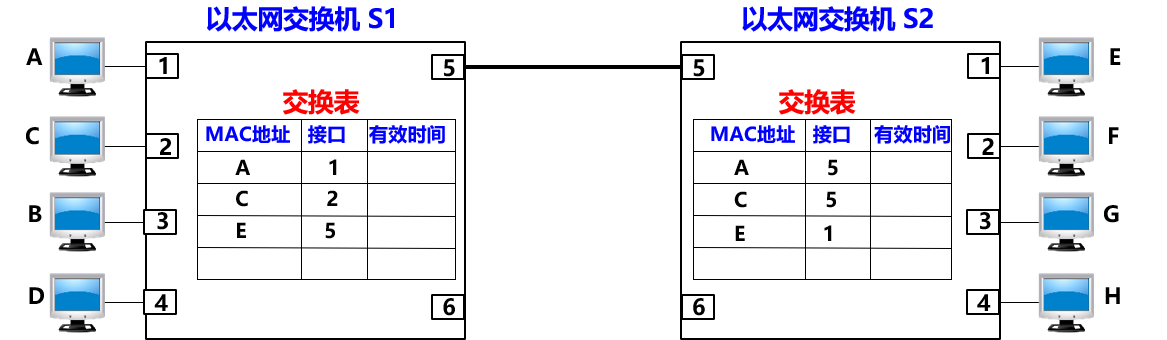 以太网交换机 S1
以太网交换机 S2
A
1
5
5
1
E
交换表
交换表
MAC地址 接口 有效时间
MAC地址 接口 有效时间
C
2
2
F
A 1
A 5
C 2
C 5
B
3
3
G
E 5
E 1
D
4
6
6
4
H